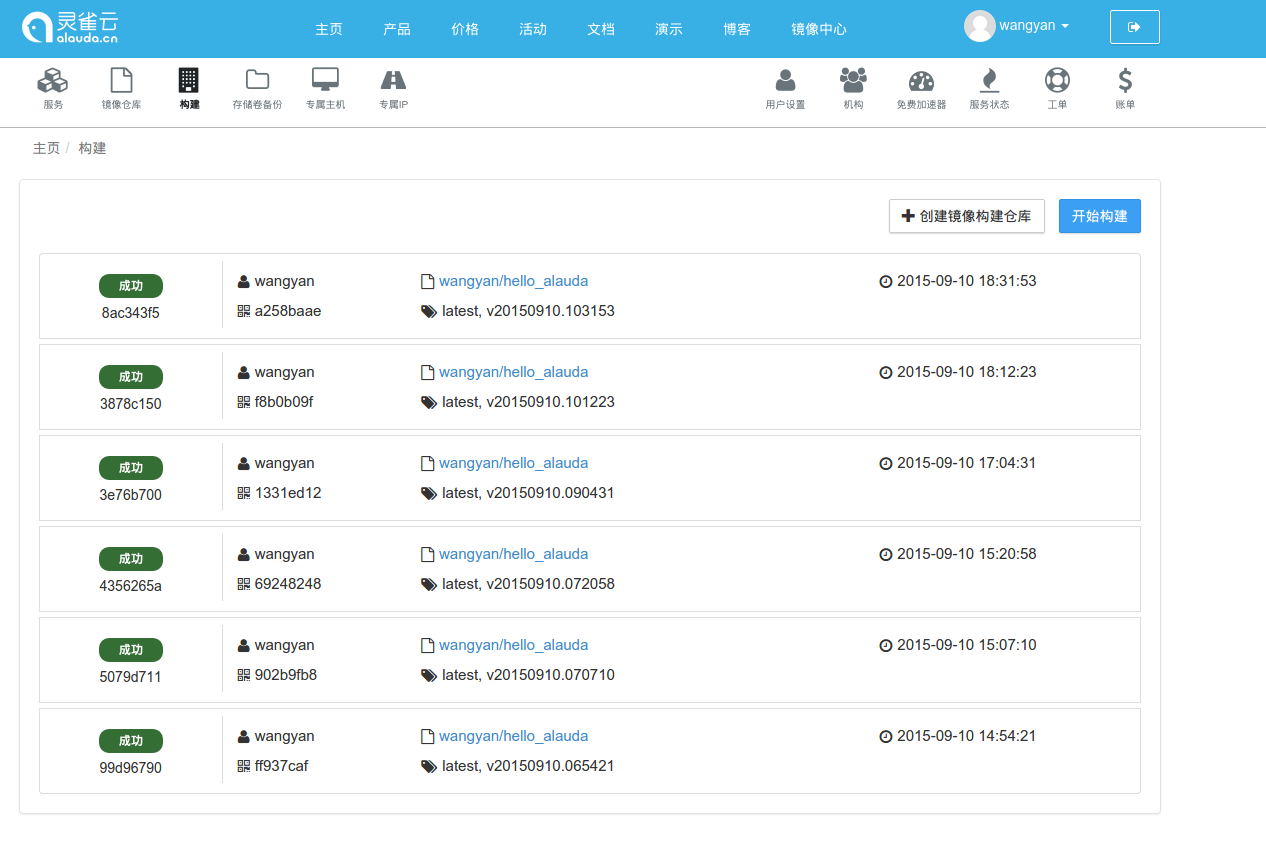 灵雀云
alauda.cn
主页 产品 价格 活动 文档 演示 博客 镜像中心 wangyan
服务 镜像仓库 构建 存储卷备份 专属主机 专属IP 用户设置 机构 免费加速器 服务状态 工单 账单
主页 / 构建
创建镜像构建仓库 开始构建
成功 wangyan wangyan/hello_alauda 2015-09-10 18:31:53
8ac343f5 a258baae latest, v20150910.103153
成功 wangyan wangyan/hello_alauda 2015-09-10 18:12:23
3878c150 f8b0b09f latest, v20150910.101223
成功 wangyan wangyan/hello_alauda 2015-09-10 17:04:31
3e76b700 1331ed12 latest, v20150910.090431
成功 wangyan wangyan/hello_alauda 2015-09-10 15:20:58
4356265a 69248248 latest, v20150910.072058
成功 wangyan wangyan/hello_alauda 2015-09-10 15:07:10
5079d711 902b9fb8 latest, v20150910.070710
成功 wangyan wangyan/hello_alauda 2015-09-10 14:54:21
99d96790 ff937caf latest, v20150910.065421